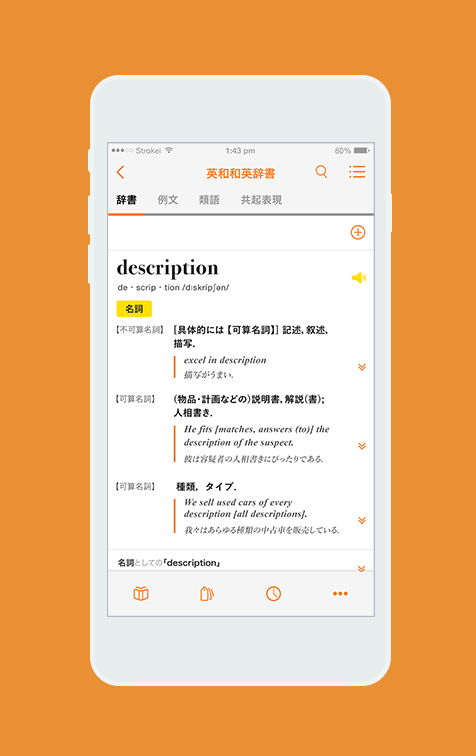 Strokei 1:43 pm 80%
英和和英辞書
辞書 例文 類語 共起表現
description
de・scrip・tion /dɪskrípʃən/
名詞
【不可算名詞】 [具体的には【可算名詞】] 記述, 叙述,
描写.
excel in description
描写がうまい.
【可算名詞】 (物品・計画などの)説明書, 解説(書);
人相書き.
He fits [matches, answers (to)] the
description of the suspect.
彼は容疑者の人相書きにぴったりである.
【可算名詞】 種類, タイプ.
We sell used cars of every
description [all descriptions].
我々はあらゆる種類の中古車を販売している.
名詞としての「description」